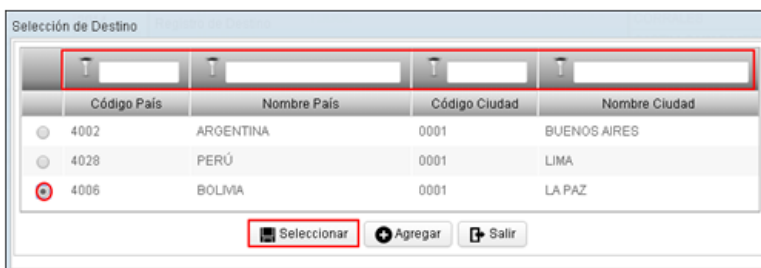 Selección de Destino
Código País Nombre País Código Ciudad Nombre Ciudad
4002 ARGENTINA 0001 BUENOS AIRES
4028 PERÚ 0001 LIMA
4006 BOLIVIA 0001 LA PAZ
Seleccionar Agregar Salir